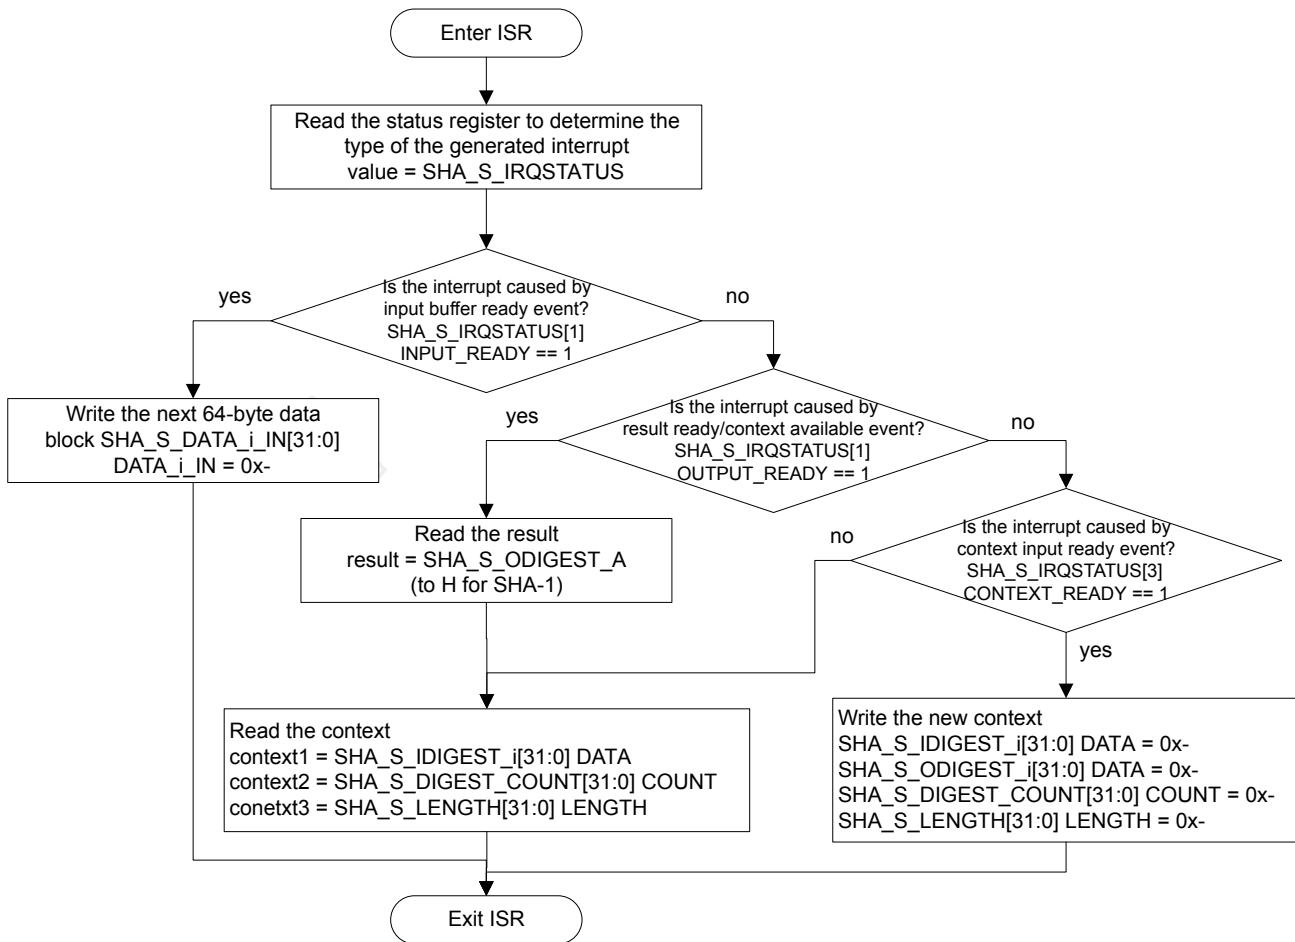 Enter ISR
Read the status register to determine the
type of the generated interrupt
value = SHA_S_IRQSTATUS
Is the interrupt caused by
input buffer ready event?
SHA_S_IRQSTATUS[1]
INPUT_READY == 1
yes
no
Write the next 64-byte data
block SHA_S_DATA_i_IN[31:0]
DATA_i_IN = 0x-
Is the interrupt caused by
result ready/context available event?
SHA_S_IRQSTATUS[1]
OUTPUT_READY == 1
yes
no
Read the result
result = SHA_S_ODIGEST_A
(to H for SHA-1)
Is the interrupt caused by
context input ready event?
SHA_S_IRQSTATUS[3]
CONTEXT_READY == 1
no
yes
Read the context
context1 = SHA_S_IDIGEST_i[31:0] DATA
context2 = SHA_S_DIGEST_COUNT[31:0] COUNT
conetxt3 = SHA_S_LENGTH[31:0] LENGTH
Write the new context
SHA_S_IDIGEST_i[31:0] DATA = 0x-
SHA_S_ODIGEST_i[31:0] DATA = 0x-
SHA_S_DIGEST_COUNT[31:0] COUNT = 0x-
SHA_S_LENGTH[31:0] LENGTH = 0x-
Exit ISR